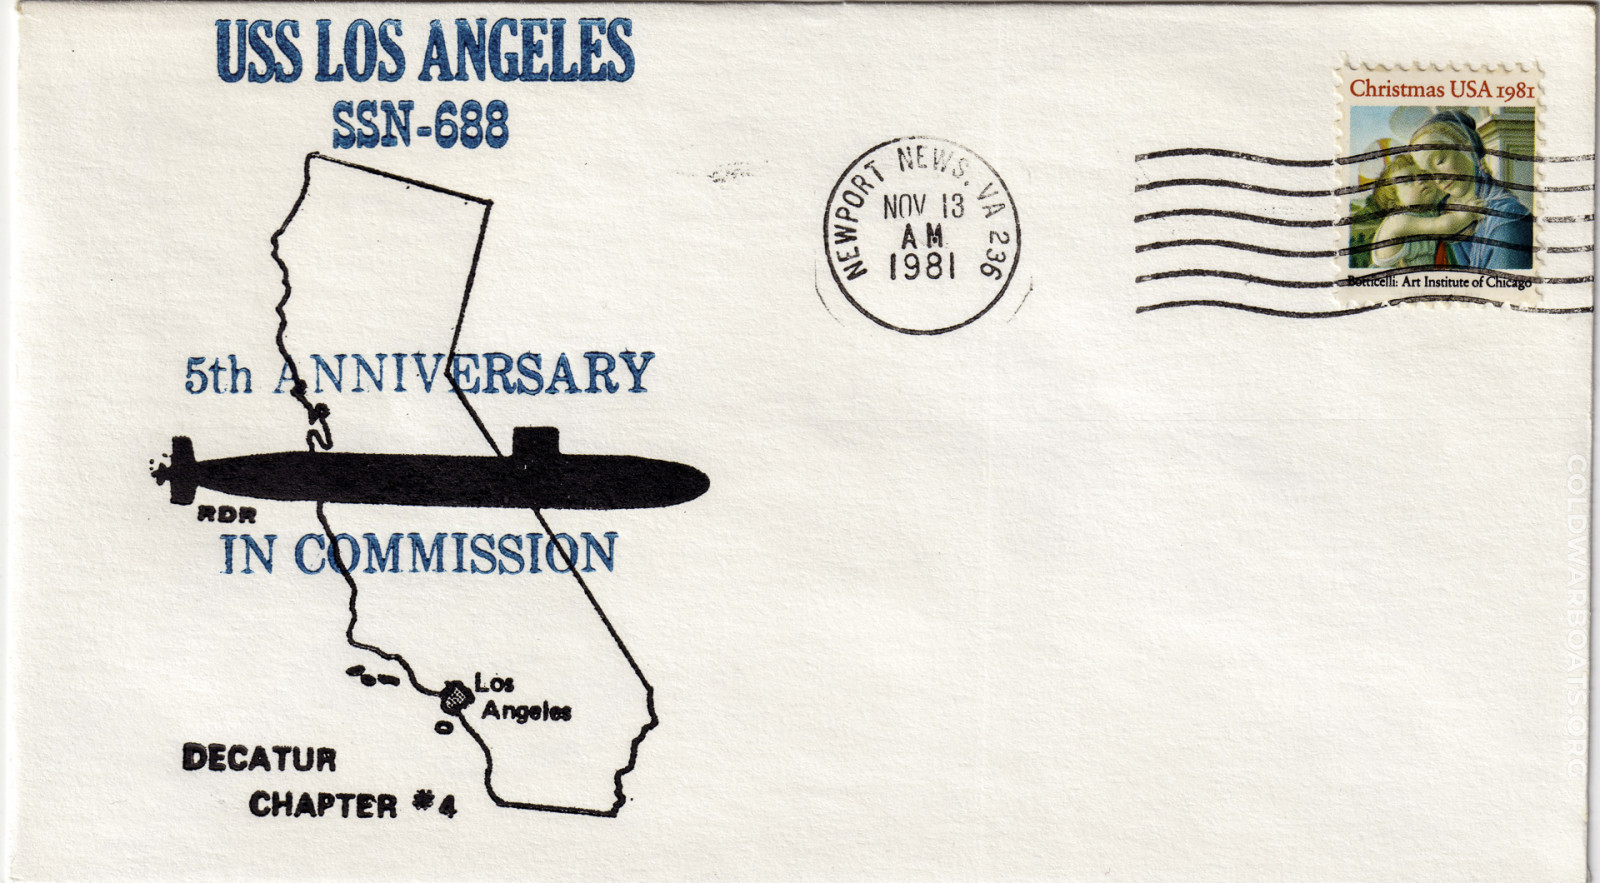 USS LOS ANGELES
SSN-688
5th ANNIVERSARY
RDR
IN COMMISSION
Los
Angeles
DECATUR
CHAPTER #4
NEWPORT NEWS, VA 236
NOV 13
AM
1981
Christmas USA 1981
Botticelli: Art Institute of Chicago
COLDWARBOATS.ORG